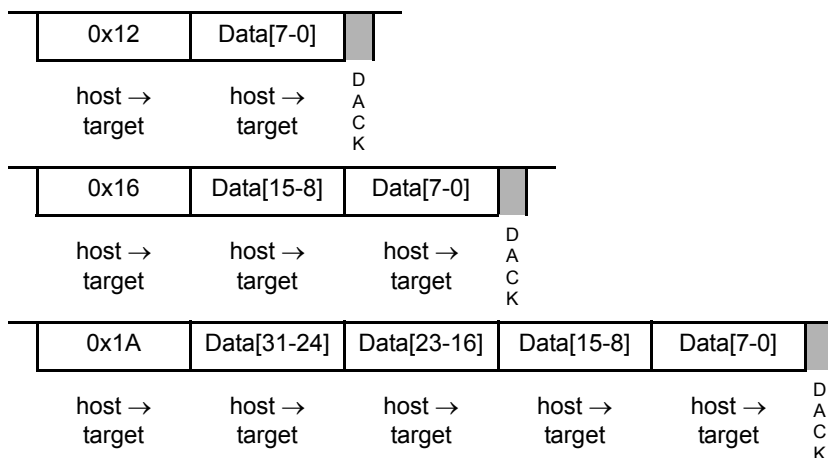 0x12 Data[7-0]
host → host →
target target
D
A
C
K
0x16 Data[15-8] Data[7-0]
host → host → host →
target target target
D
A
C
K
0x1A Data[31-24] Data[23-16] Data[15-8] Data[7-0]
host → host → host → host → host →
target target target target target
D
A
C
K